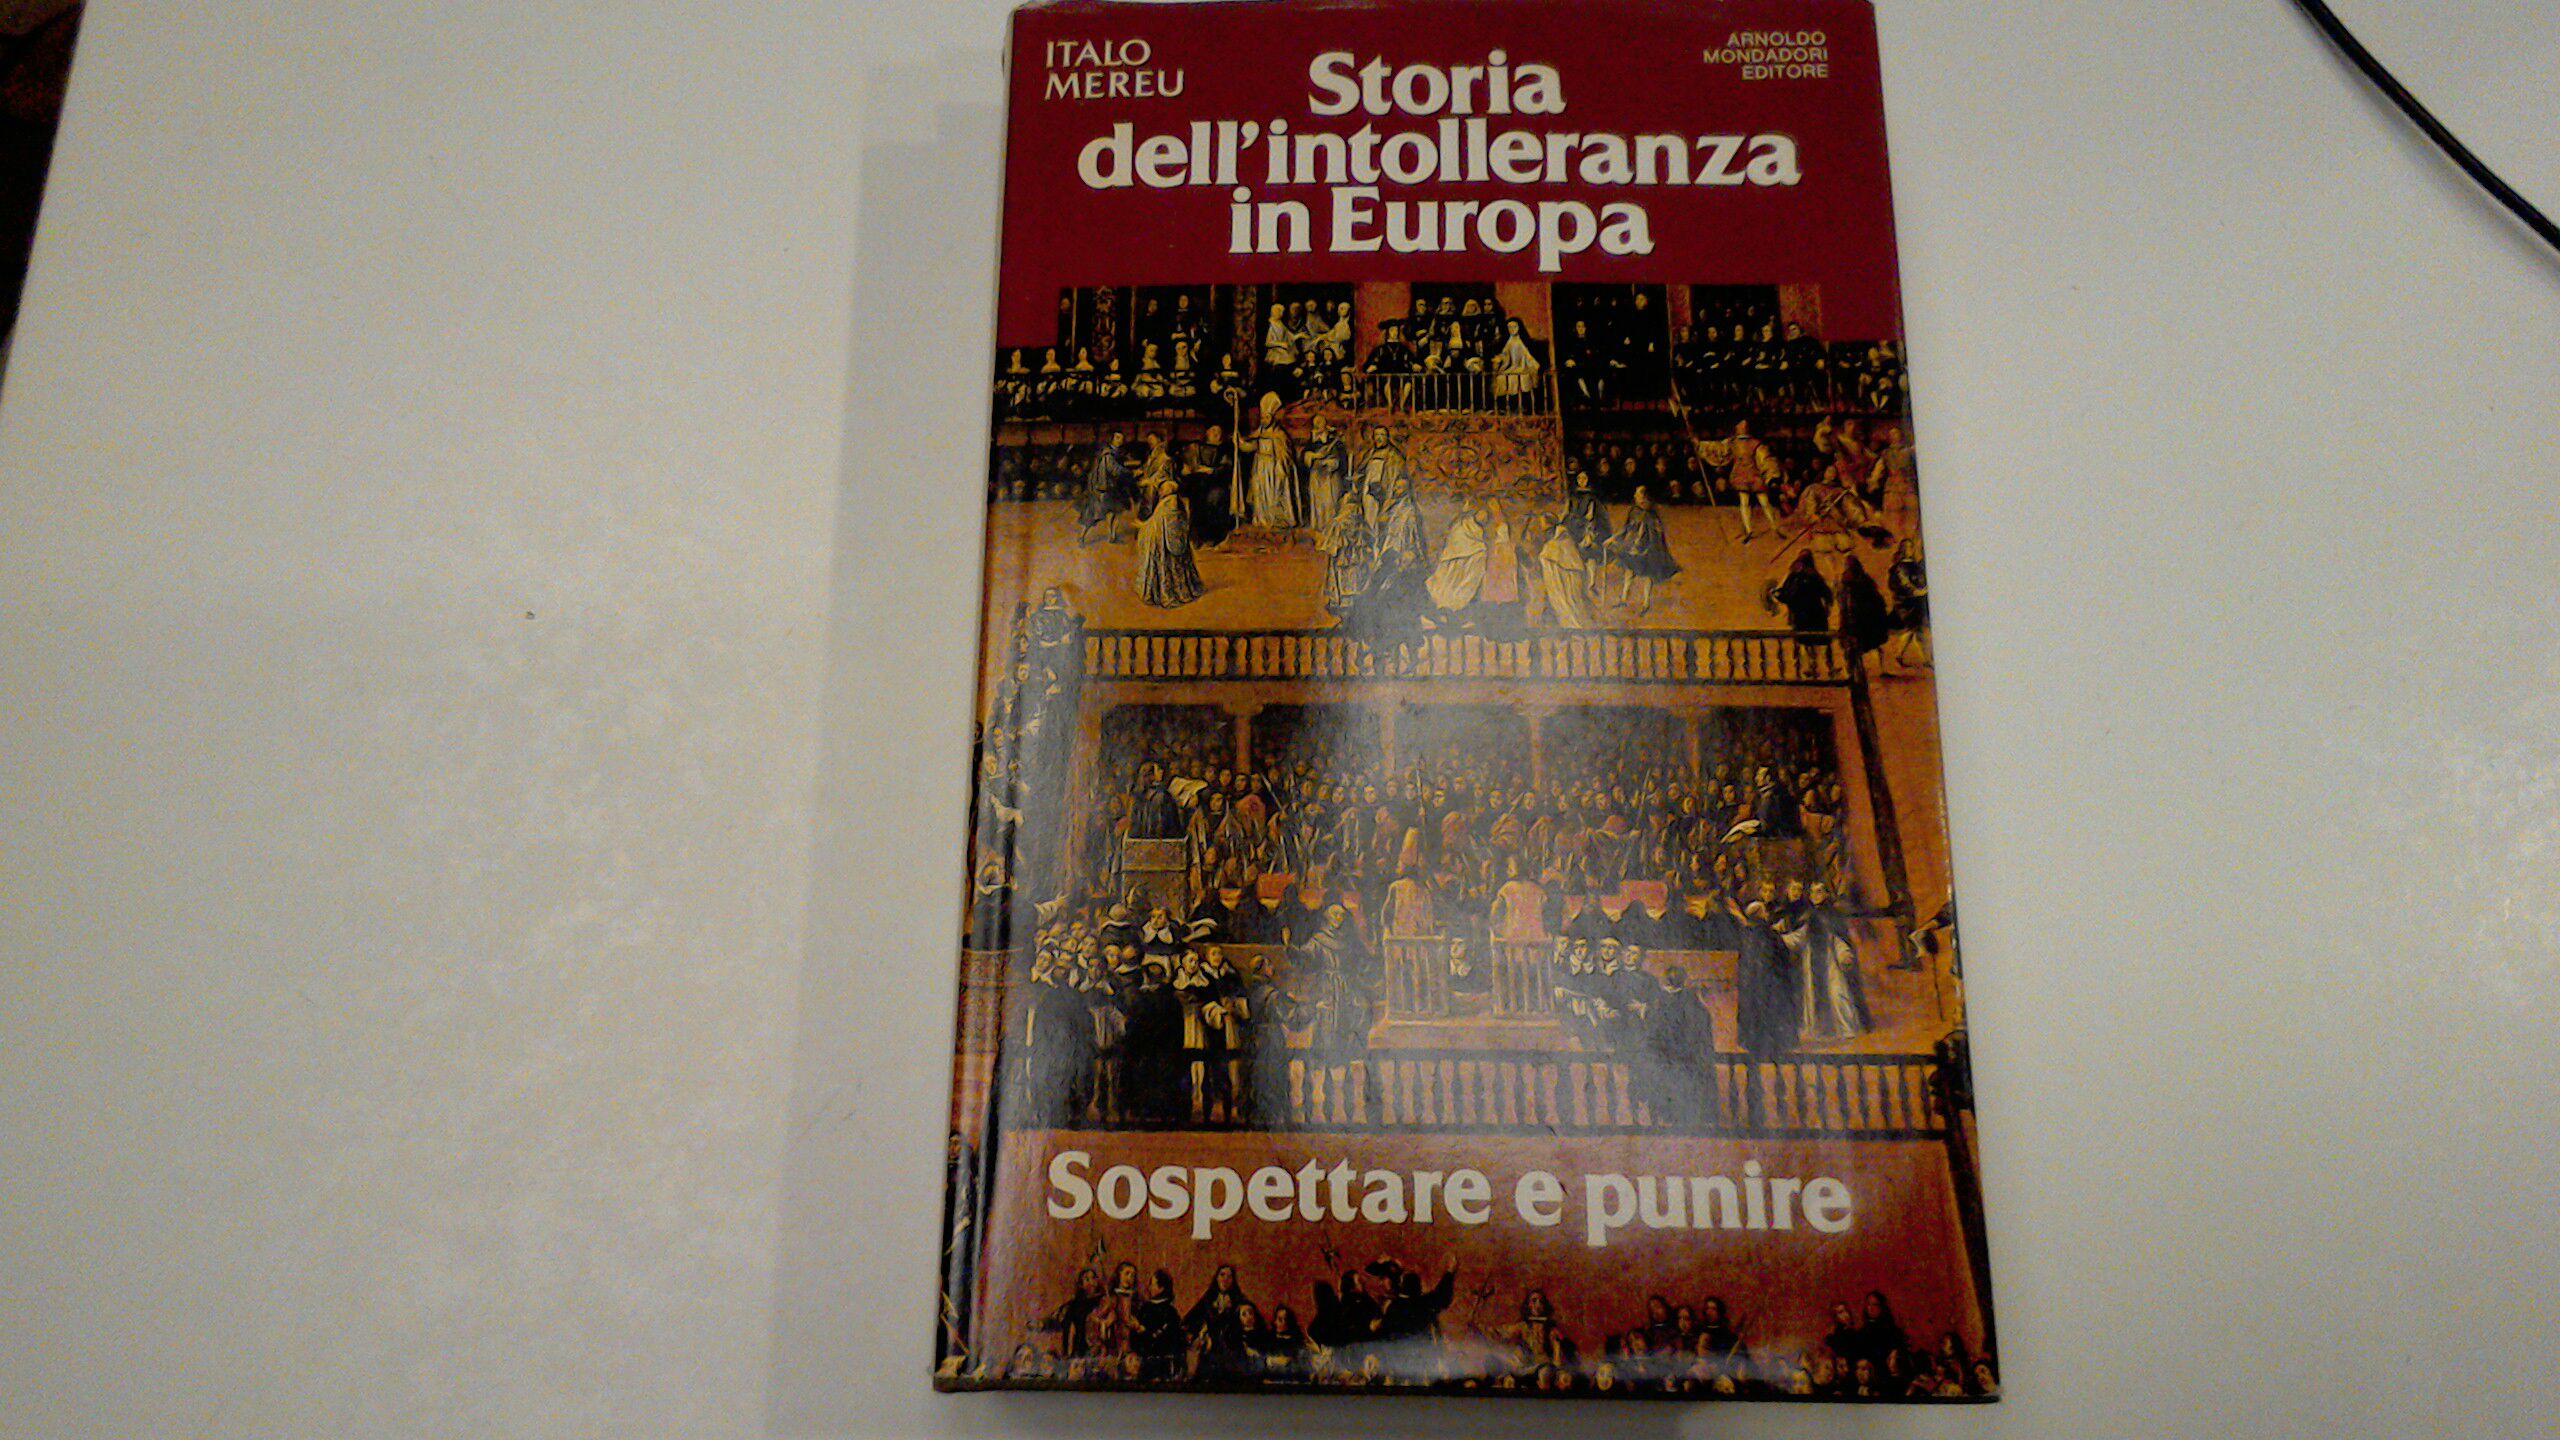 ITALO
MEREU
ARNOLDO
MONDADORI
EDITORE
Storia
dell'intolleranza
in Europa
Sospettare e punire